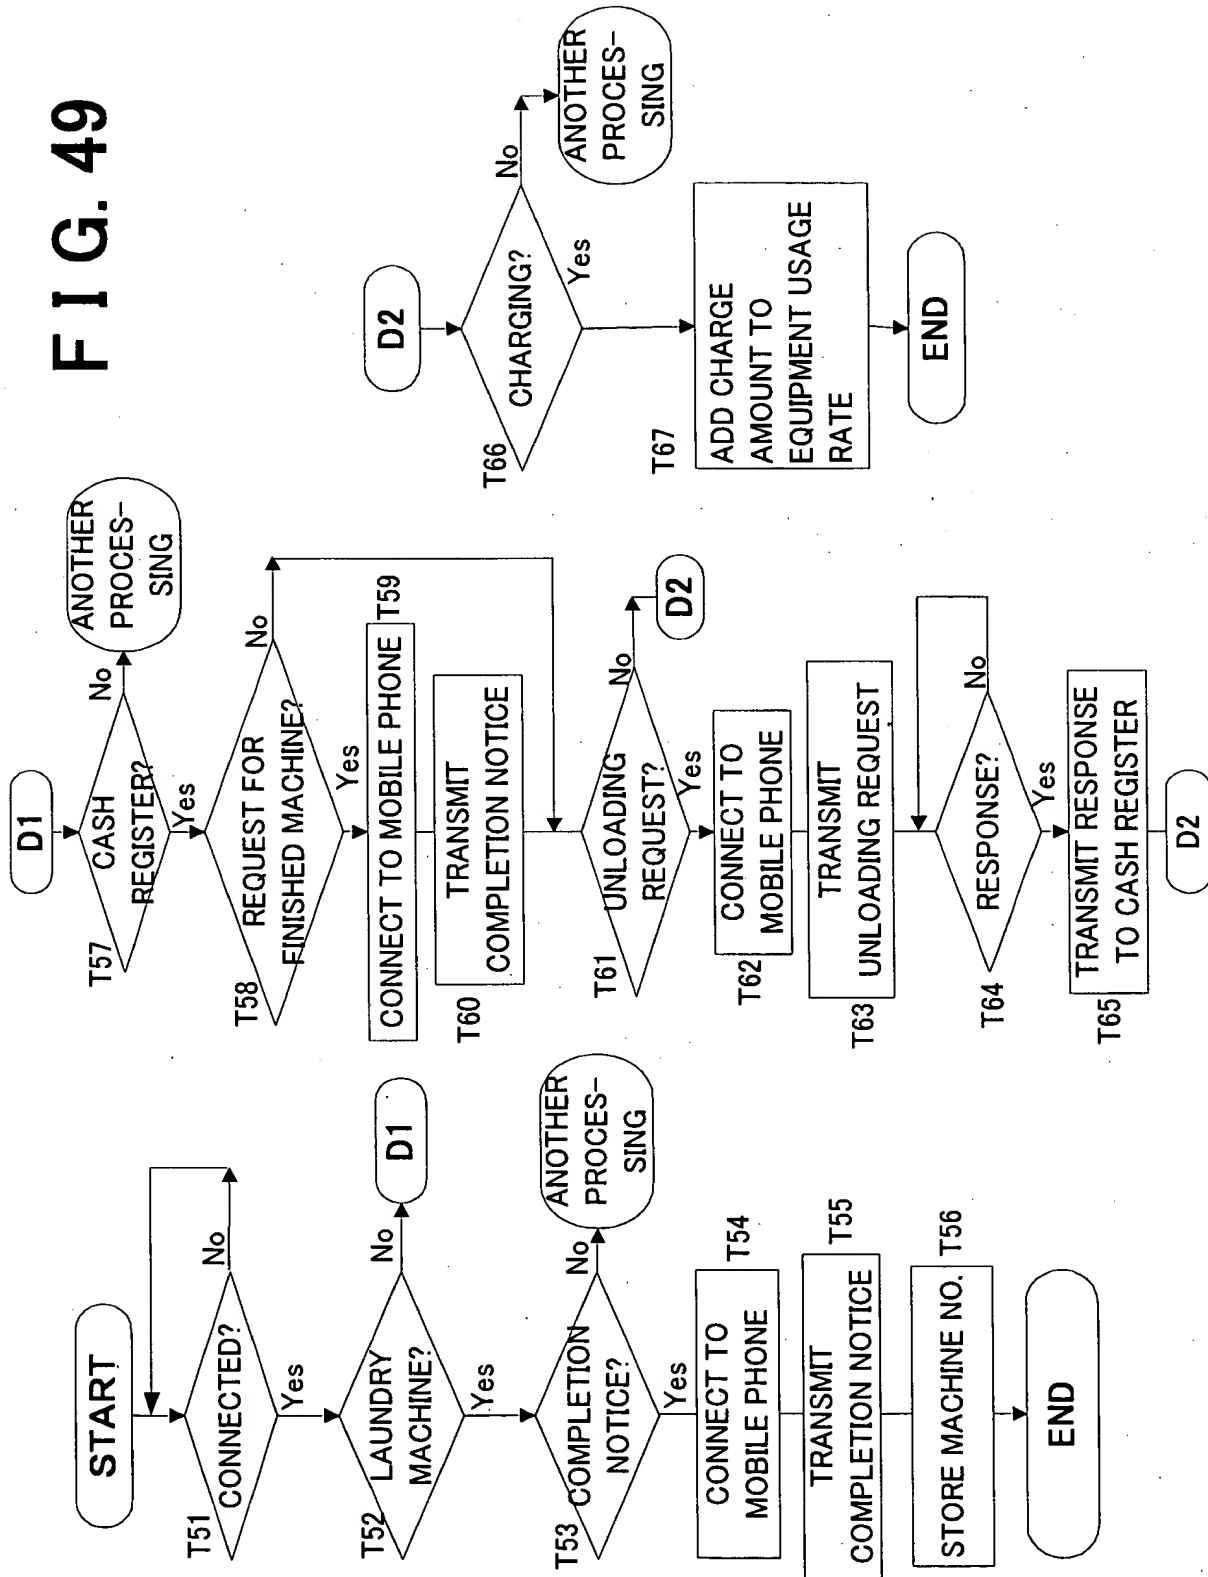 F I G. 49
START
T51
CONNECTED?
No
Yes
T52
LAUNDRY
MACHINE?
No
D1
Yes
T53
COMPLETION
NOTICE?
No
ANOTHER
PROCES-
SING
Yes
CONNECT TO
MOBILE PHONE
T54
TRANSMIT
COMPLETION NOTICE
T55
STORE MACHINE NO.
T56
END
D1
T57
CASH
REGISTER?
No
ANOTHER
PROCES-
SING
Yes
T58
REQUEST FOR
FINISHED MACHINE?
No
Yes
CONNECT TO MOBILE PHONE
T59
T60
TRANSMIT
COMPLETION NOTICE
T61
UNLOADING
REQUEST?
No
D2
Yes
T62
CONNECT TO
MOBILE PHONE
T63
TRANSMIT
UNLOADING REQUEST
T64
RESPONSE?
No
Yes
T65
TRANSMIT RESPONSE
TO CASH REGISTER
D2
D2
T66
CHARGING?
No
ANOTHER
PROCES-
SING
Yes
T67
ADD CHARGE
AMOUNT TO
EQUIPMENT USAGE
RATE
END